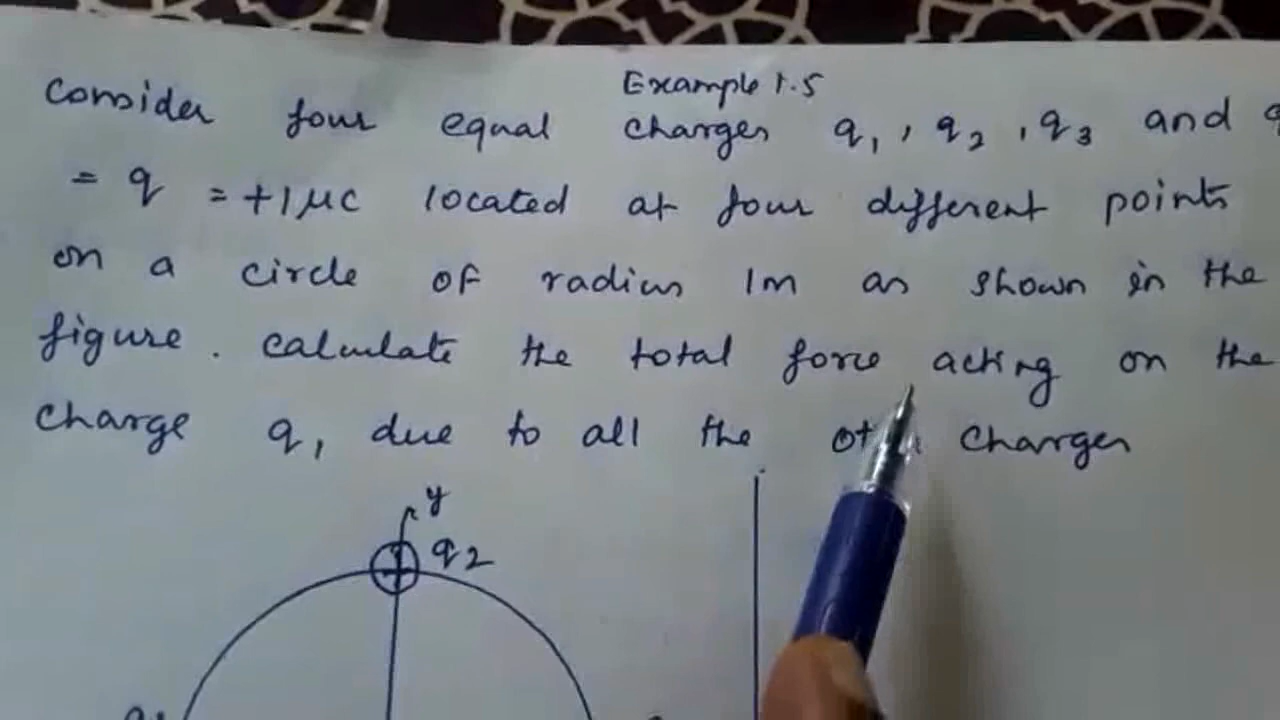 Example 1.5
Consider four equal charges q1, q2, q3 and
= q = +1μc located at four different points
on a circle of radius 1m as shown in the
figure. calculate the total force acting on the
charge q1 due to all the charges
y
q2